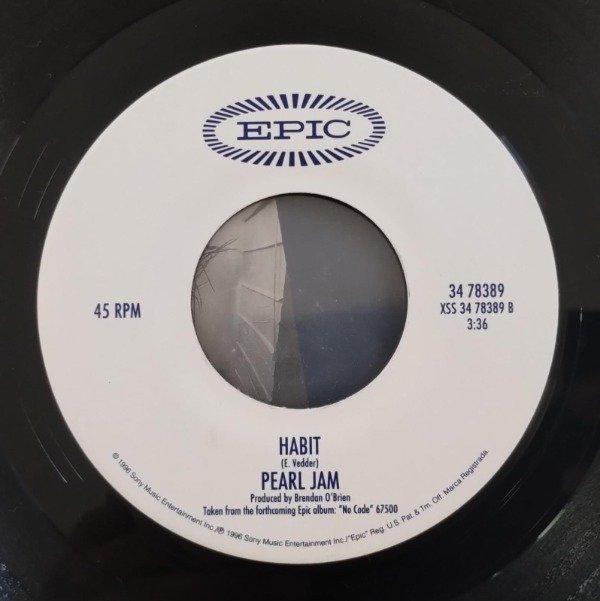 EPIC
45 RPM
34 78389
XSS 34 78389 B
3:36
HABIT
(E. Vedder)
PEARL JAM
Produced by Brendan O'Brien
Taken from the forthcoming Epic album: "No Code" 67500
© 1996 Sony Music Entertainment Inc./℗ 1996 Sony Music Entertainment Inc./"Epic" Reg. U.S. Pat. & Tm. Off. Marca Registrada.